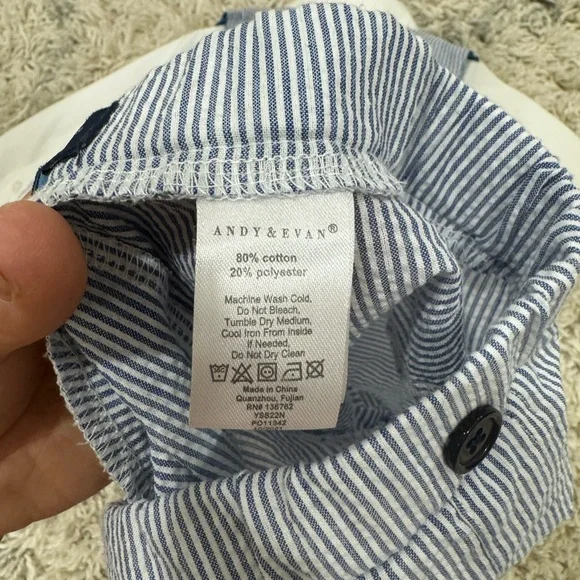 ANDY & EVAN®
80% cotton
20% polyester
Machine Wash Cold,
Do Not Bleach,
Tumble Dry Medium,
Cool Iron From Inside
If Needed,
Do Not Dry Clean
Made in China
Quanzhou, Fujian
RN# 136762
YSB22N
PO11342